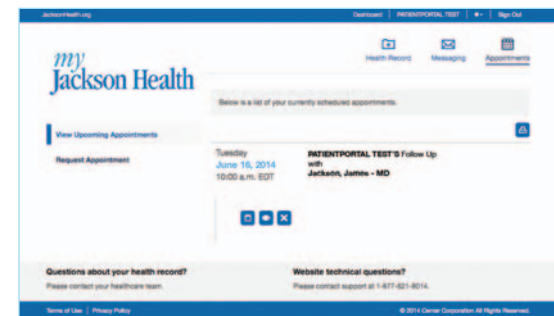 JacksonHealth.org
Dashboard | PATIENTPORTAL TEST | Sign Out
my
Jackson Health
Health Record
Messaging
Appointments
Below is a list of your currently scheduled appointments.
View Upcoming Appointments
Request Appointment
Tuesday
June 16, 2014
10:00 a.m. EDT
PATIENTPORTAL TEST'S Follow Up
with
Jackson, James - MD
Questions about your health record?
Please contact your healthcare team.
Website technical questions?
Please contact support at 1-877-621-8014.
Terms of Use | Privacy Policy
© 2014 Cerner Corporation All Rights Reserved.